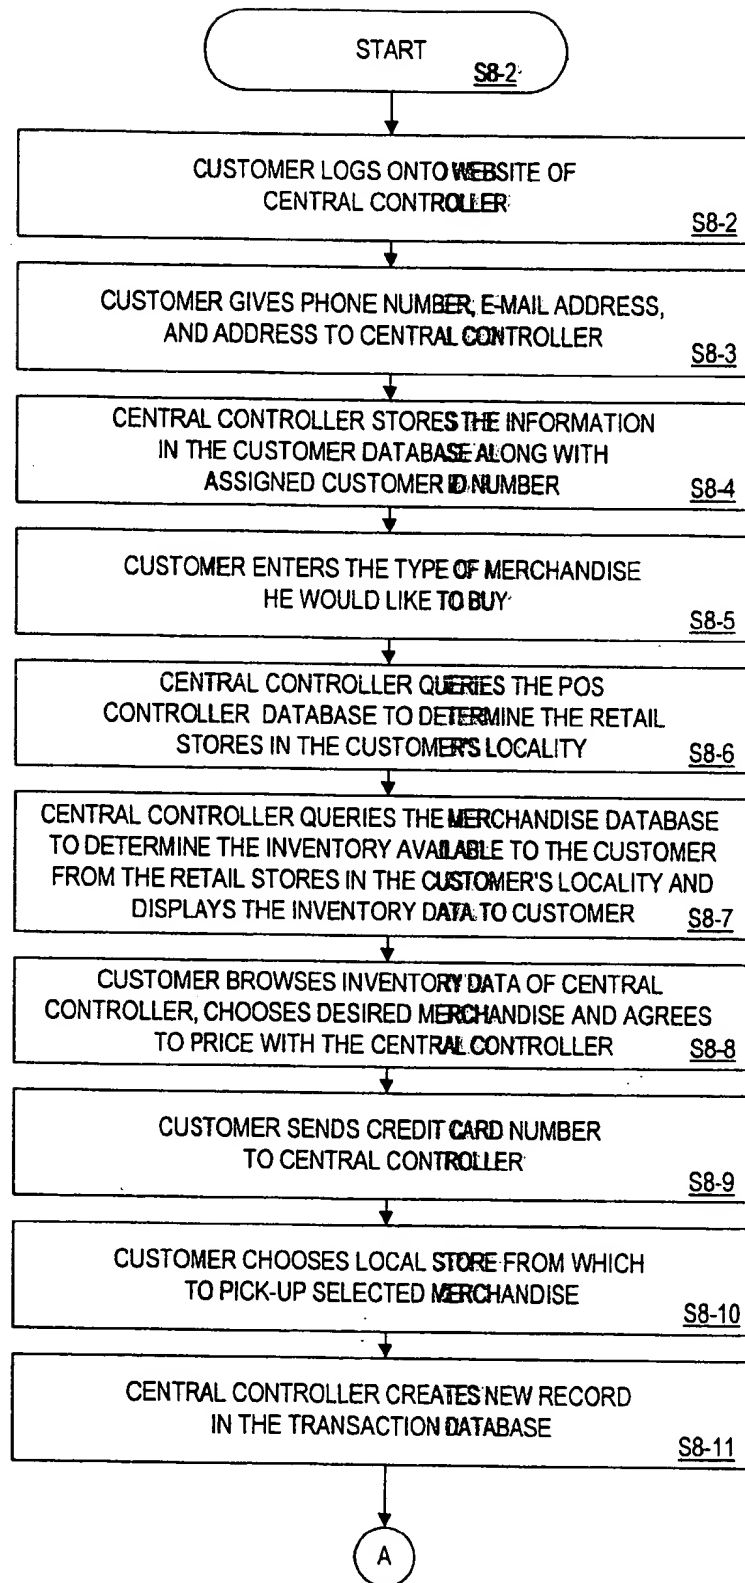 START
S8-2
CUSTOMER LOGS ONTO WEBSITE OF
CENTRAL CONTROLLER
S8-2
CUSTOMER GIVES PHONE NUMBER, E-MAIL ADDRESS,
AND ADDRESS TO CENTRAL CONTROLLER
S8-3
CENTRAL CONTROLLER STORES THE INFORMATION
IN THE CUSTOMER DATABASE ALONG WITH
ASSIGNED CUSTOMER ID NUMBER
S8-4
CUSTOMER ENTERS THE TYPE OF MERCHANDISE
HE WOULD LIKE TO BUY
S8-5
CENTRAL CONTROLLER QUERIES THE POS
CONTROLLER DATABASE TO DETERMINE THE RETAIL
STORES IN THE CUSTOMER'S LOCALITY
S8-6
CENTRAL CONTROLLER QUERIES THE MERCHANDISE DATABASE
TO DETERMINE THE INVENTORY AVAILABLE TO THE CUSTOMER
FROM THE RETAIL STORES IN THE CUSTOMER'S LOCALITY AND
DISPLAYS THE INVENTORY DATA TO CUSTOMER
S8-7
CUSTOMER BROWSES INVENTORY DATA OF CENTRAL
CONTROLLER, CHOOSES DESIRED MERCHANDISE AND AGREES
TO PRICE WITH THE CENTRAL CONTROLLER
S8-8
CUSTOMER SENDS CREDIT CARD NUMBER
TO CENTRAL CONTROLLER
S8-9
CUSTOMER CHOOSES LOCAL STORE FROM WHICH
TO PICK-UP SELECTED MERCHANDISE
S8-10
CENTRAL CONTROLLER CREATES NEW RECORD
IN THE TRANSACTION DATABASE
S8-11
A